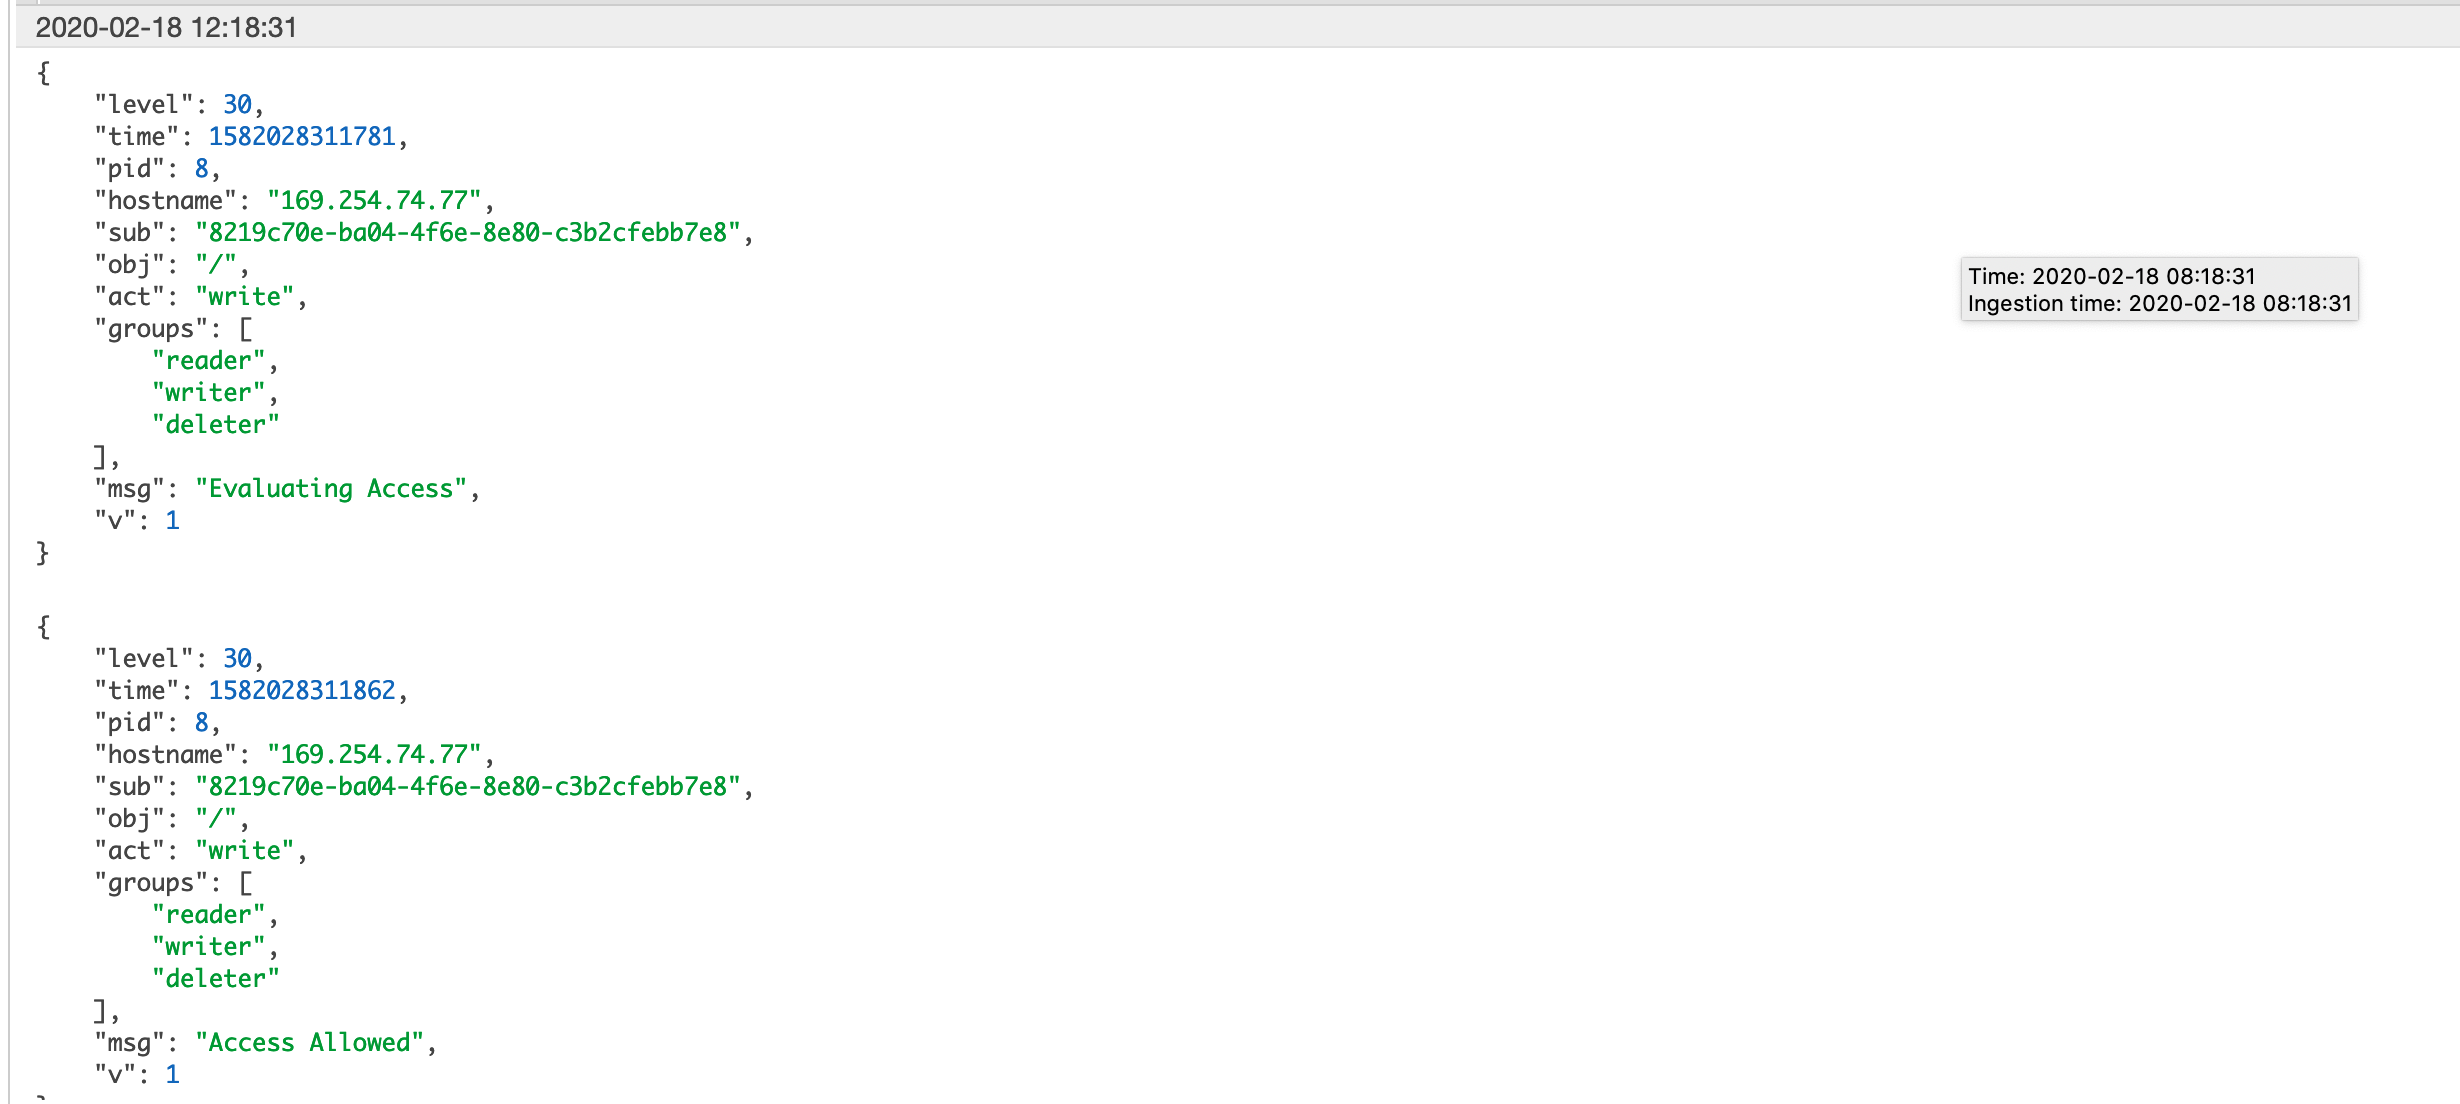 2020-02-18 12:18:31
{
    "level": 30,
    "time": 1582028311781,
    "pid": 8,
    "hostname": "169.254.74.77",
    "sub": "8219c70e-ba04-4f6e-8e80-c3b2cfebb7e8",
    "obj": "/",
    "act": "write",
    "groups": [
        "reader",
        "writer",
        "deleter"
    ],
    "msg": "Evaluating Access",
    "v": 1
}
Time: 2020-02-18 08:18:31
Ingestion time: 2020-02-18 08:18:31
{
    "level": 30,
    "time": 1582028311862,
    "pid": 8,
    "hostname": "169.254.74.77",
    "sub": "8219c70e-ba04-4f6e-8e80-c3b2cfebb7e8",
    "obj": "/",
    "act": "write",
    "groups": [
        "reader",
        "writer",
        "deleter"
    ],
    "msg": "Access Allowed",
    "v": 1
}